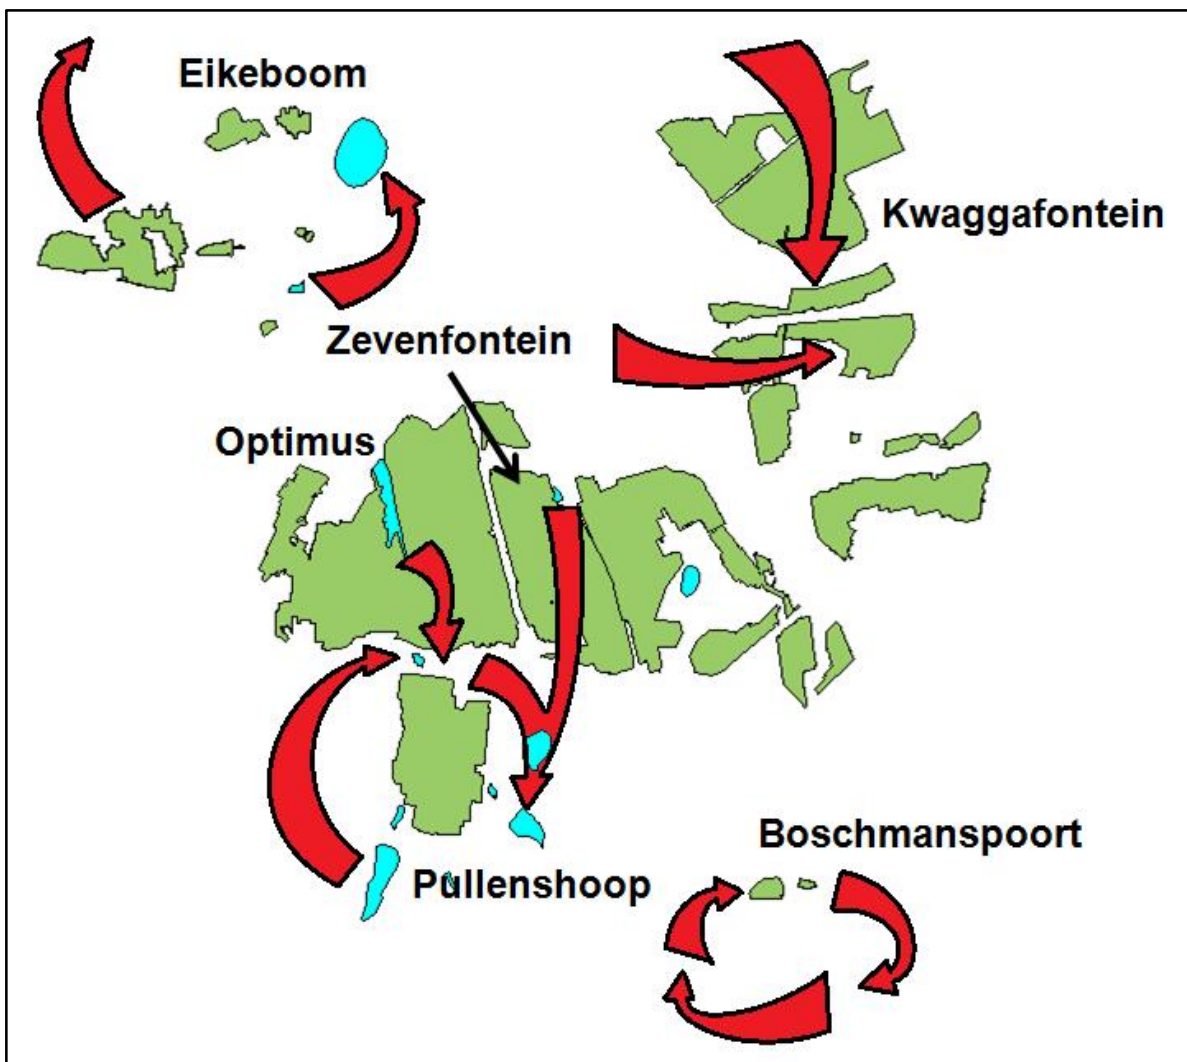 Eikeboom
Kwaggafontein
Zevenfontein
Optimus
Boschmanspoort
Pullenshoop